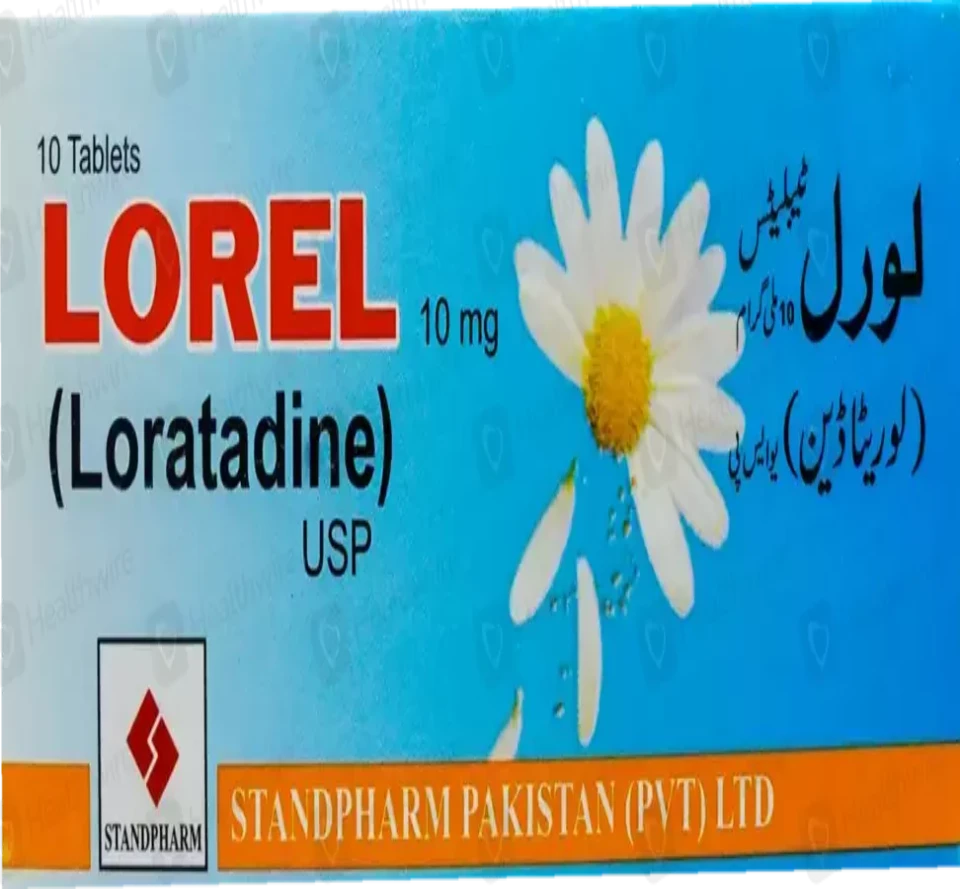 10 Tablets
LOREL 10 mg
(Loratadine)
USP
لورل ٹیبلیٹس
10 ملی گرام
(لوریٹاڈین) یو ایس پی
STANDPHARM
STANDPHARM PAKISTAN (PVT) LTD
Healthwire